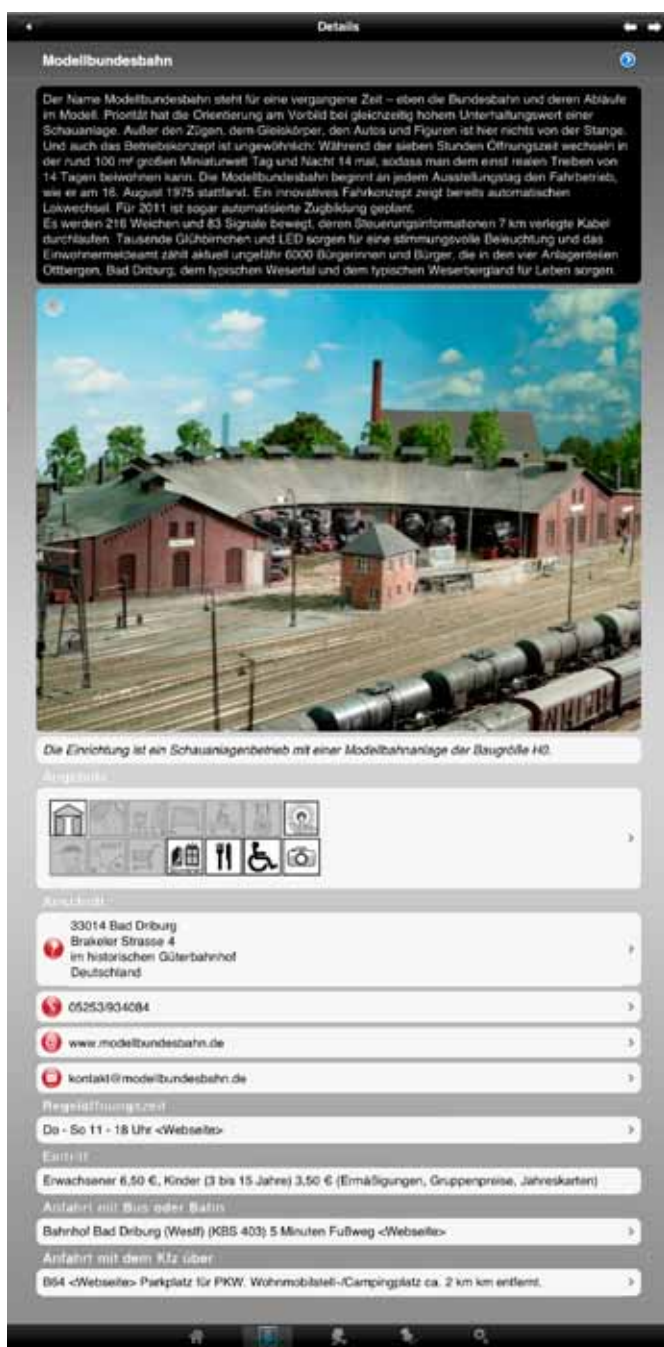 Details
Modellbundesbahn
Der Name Modellbundesbahn steht für eine vergangene Zeit – eben die Bundesbahn und deren Abläufe
im Modell. Priorität hat die Orientierung am Vorbild bei gleichzeitig hohem Unterhaltungswert einer
Schauanlage. Außer den Zügen, dem Gleiskörper, den Autos und Figuren ist hier nichts von der Stange.
Und auch das Betriebskonzept ist ungewöhnlich: Während der sieben Stunden Öffnungszeit wechseln in
der rund 100 m² großen Miniaturwelt Tag und Nacht 14 mal, sodass man dem einst realen Treiben von
14 Tagen beiwohnen kann. Die Modellbundesbahn beginnt an jedem Ausstellungstag den Fahrbetrieb,
wie er am 16. August 1975 stattfand. Ein innovatives Fahrkonzept zeigt bereits automatischen
Lokwechsel. Für 2011 ist sogar automatisierte Zugbildung geplant.
Es werden 216 Weichen und 83 Signale bewegt, deren Steuerungsinformationen 7 km verlegte Kabel
durchlaufen. Tausende Glühbirnchen und LED sorgen für eine stimmungsvolle Beleuchtung und das
Einwohnermeldeamt zählt aktuell ungefähr 6000 Bürgerinnen und Bürger, die in den vier Anlagenteilen
Ottbergen, Bad Driburg, dem typischen Wesertal und dem typischen Weserbergland für Leben sorgen.
Die Einrichtung ist ein Schauanlagenbetrieb mit einer Modellbahnanlage der Baugröße H0.
Angebote
Anschrift
33014 Bad Driburg
Brakeler Strasse 4
im historischen Güterbahnhof
Deutschland
05253/934084
www.modellbundesbahn.de
kontakt@modellbundesbahn.de
Regelöffnungszeit
Do - So 11 - 18 Uhr <Webseite>
Eintritt
Erwachsener 6,50 €, Kinder (3 bis 15 Jahre) 3,50 € (Ermäßigungen, Gruppenpreise, Jahreskarten)
Anfahrt mit Bus oder Bahn
Bahnhof Bad Driburg (Westf) (KBS 403) 5 Minuten Fußweg <Webseite>
Anfahrt mit dem Kfz über
B64 <Webseite> Parkplatz für PKW. Wohnmobilstell-/Campingplatz ca. 2 km km entfernt.